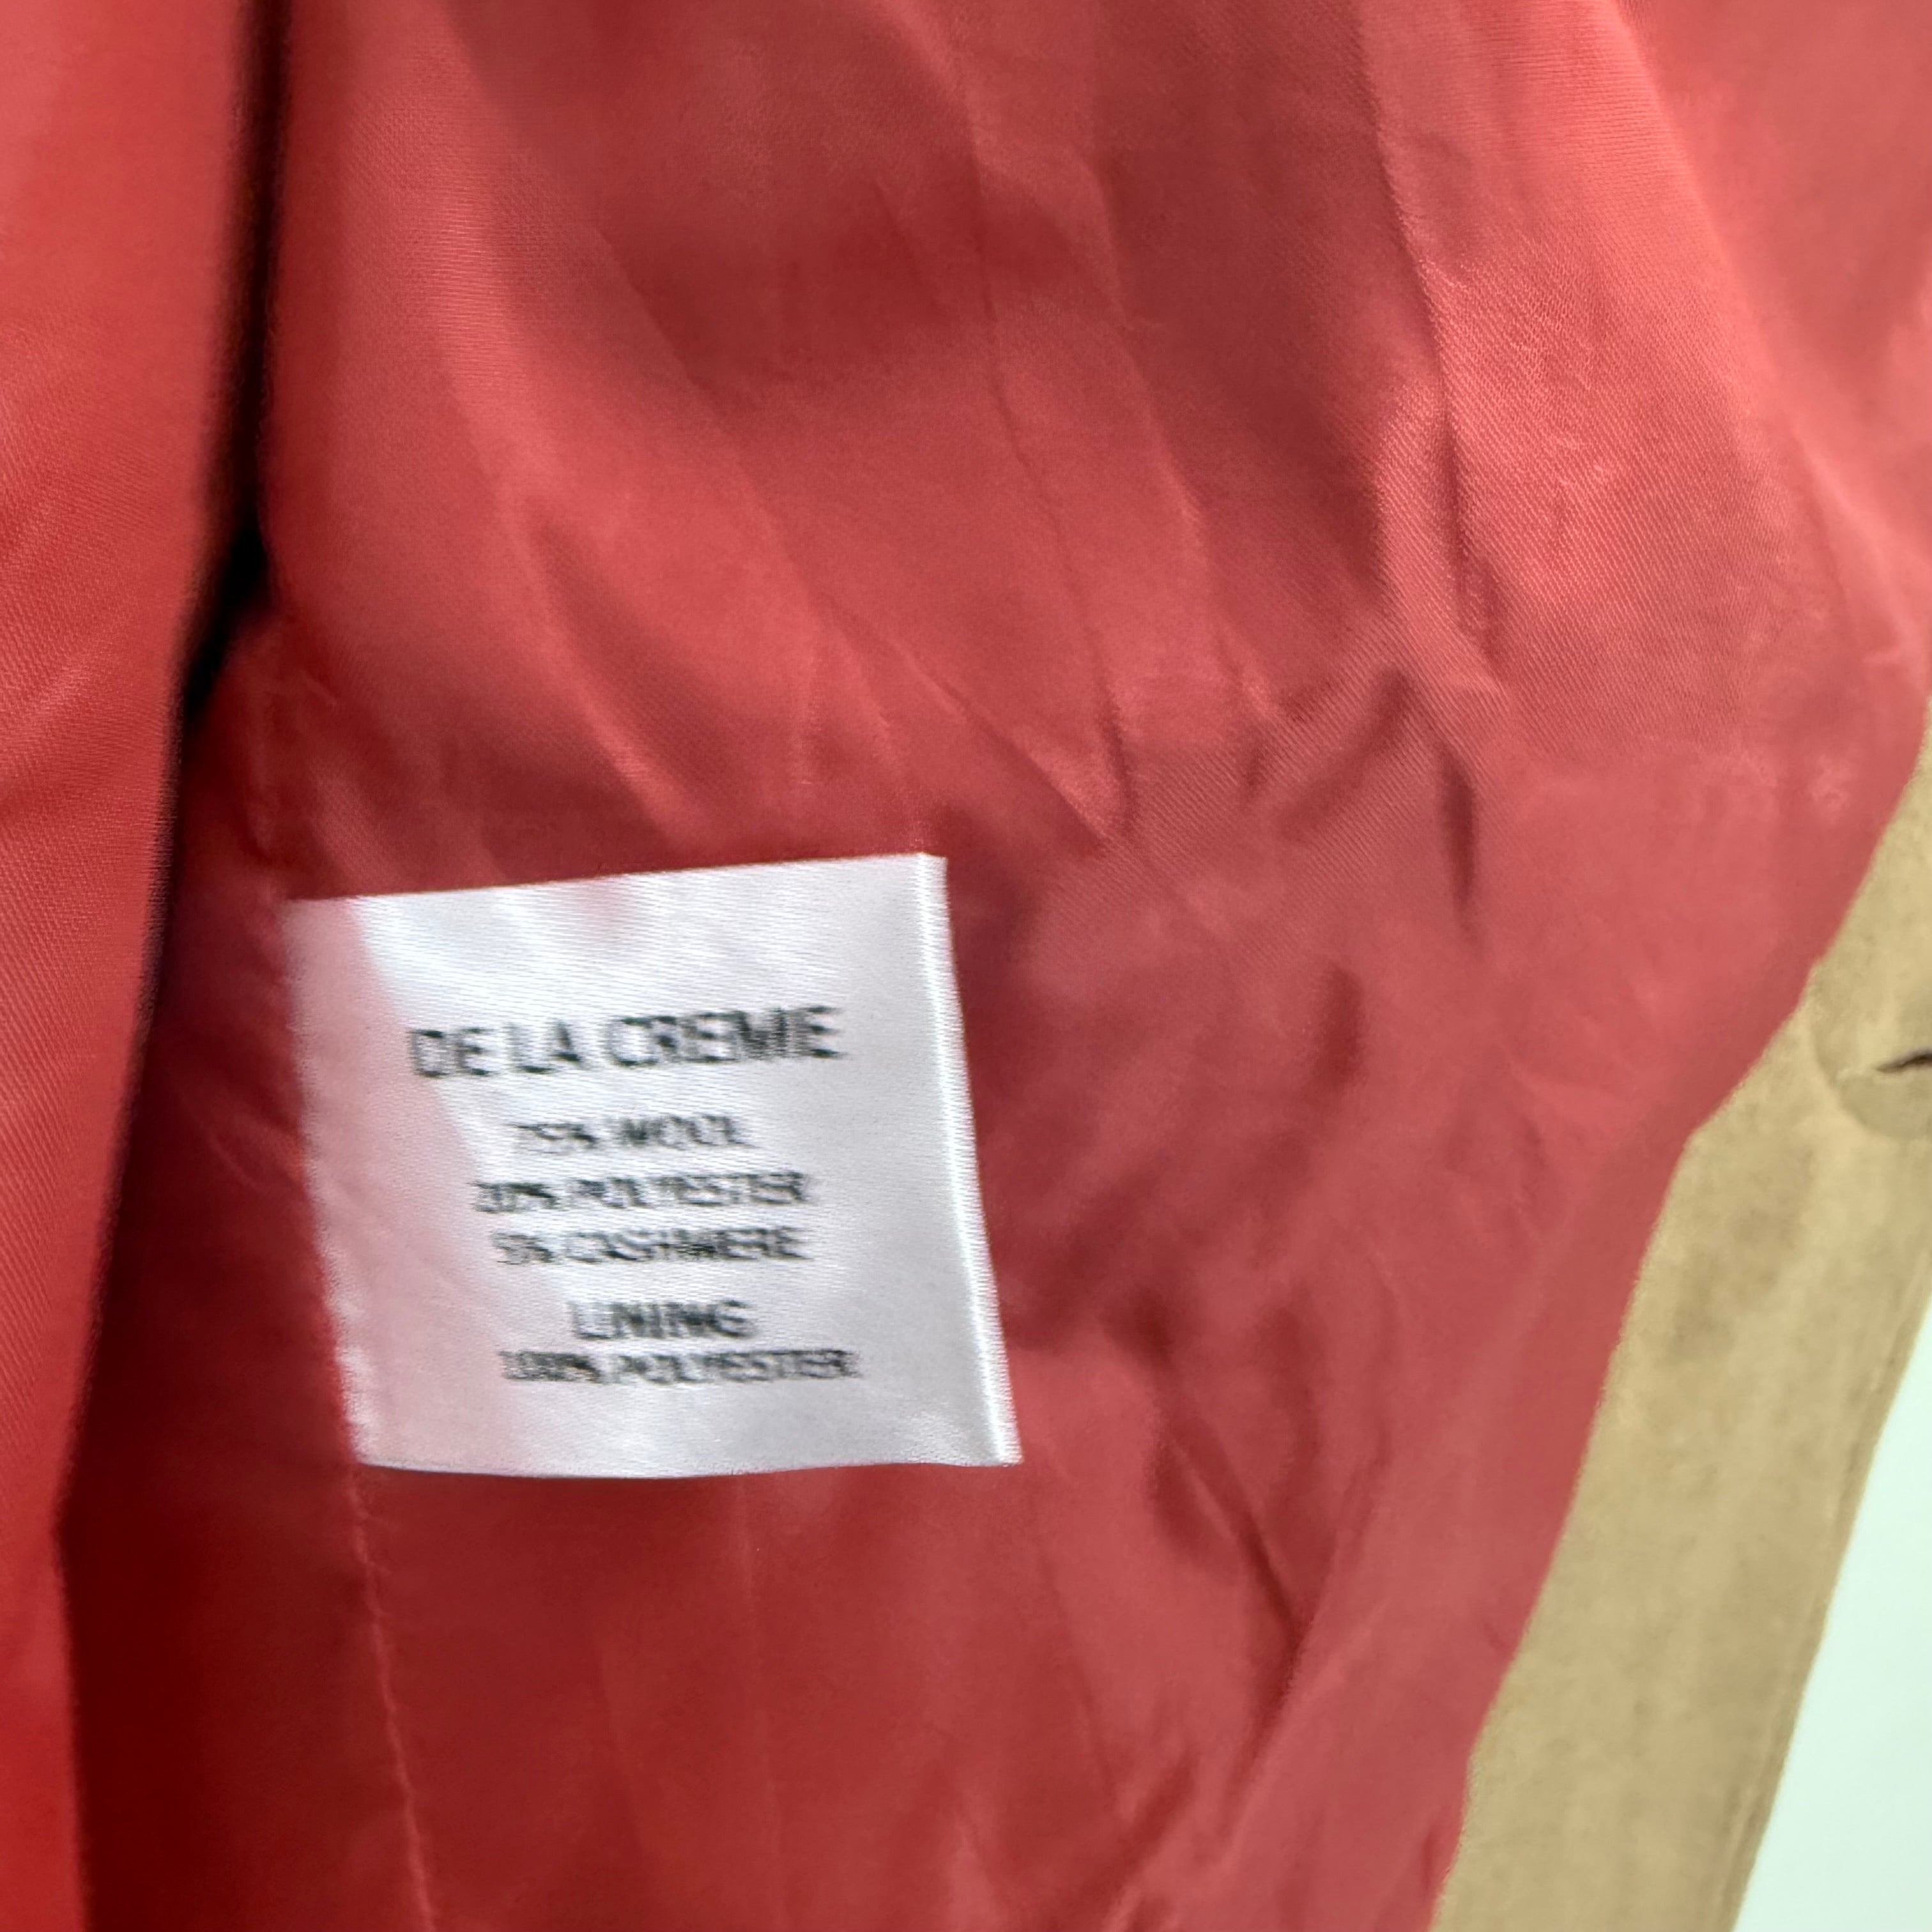 DE LA CREME
75% WOOL
20% POLYESTER
5% CASHMERE
LINING
100% POLYESTER